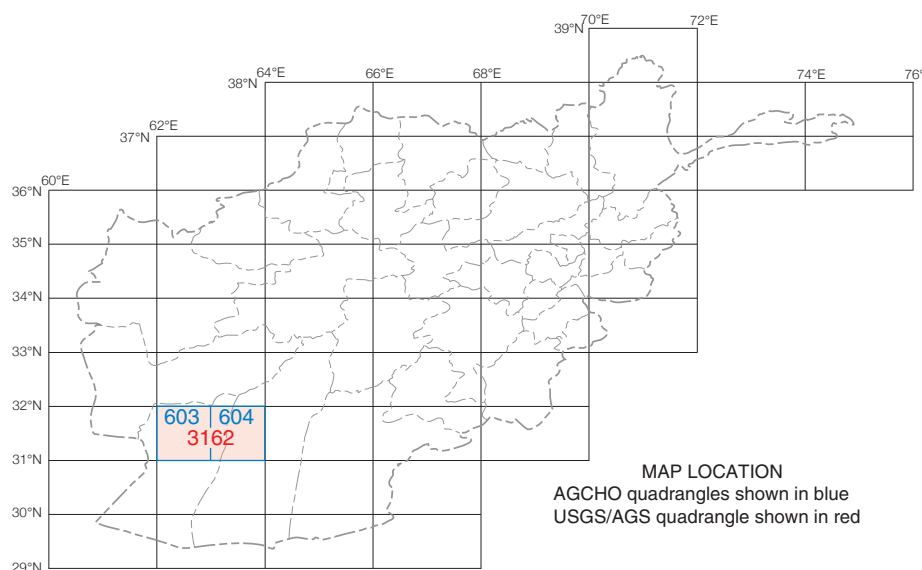 70°E
39°N
72°E
64°E
66°E
68°E
38°N
74°E
76°
62°E
37°N
60°E
36°N
35°N
34°N
33°N
32°N
603 604
3162
31°N
MAP LOCATION
AGCHO quadrangles shown in blue
USGS/AGS quadrangle shown in red
30°N
29°N